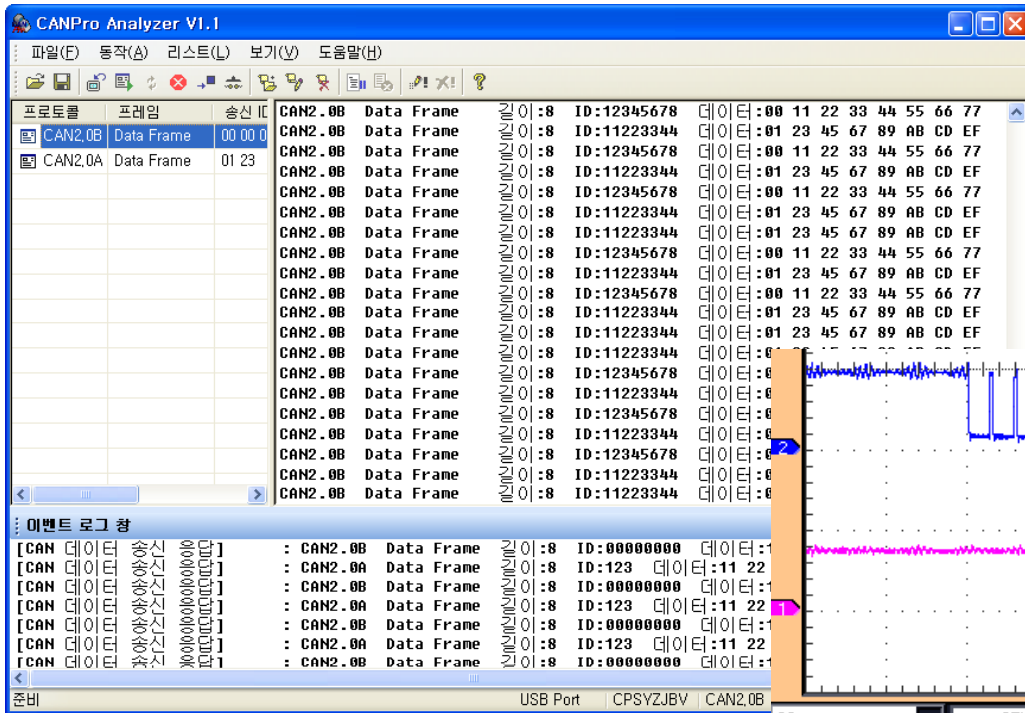 CANPro Analyzer V1.1
파일(F) 동작(A) 리스트(L) 보기(V) 도움말(H)
프로토콜 프레임 송신 ID
CAN2.0B Data Frame 00 00 0
CAN2.0A Data Frame 01 23
CAN2.0B Data Frame 길이:8 ID:12345678 데이터:00 11 22 33 44 55 66 77
CAN2.0B Data Frame 길이:8 ID:11223344 데이터:01 23 45 67 89 AB CD EF
CAN2.0B Data Frame 길이:8 ID:12345678 데이터:00 11 22 33 44 55 66 77
CAN2.0B Data Frame 길이:8 ID:11223344 데이터:01 23 45 67 89 AB CD EF
CAN2.0B Data Frame 길이:8 ID:12345678 데이터:00 11 22 33 44 55 66 77
CAN2.0B Data Frame 길이:8 ID:11223344 데이터:01 23 45 67 89 AB CD EF
CAN2.0B Data Frame 길이:8 ID:11223344 데이터:01 23 45 67 89 AB CD EF
CAN2.0B Data Frame 길이:8 ID:12345678 데이터:00 11 22 33 44 55 66 77
CAN2.0B Data Frame 길이:8 ID:11223344 데이터:01 23 45 67 89 AB CD EF
CAN2.0B Data Frame 길이:8 ID:12345678 데이터:00 11 22 33 44 55 66 77
CAN2.0B Data Frame 길이:8 ID:11223344 데이터:01 23 45 67 89 AB CD EF
CAN2.0B Data Frame 길이:8 ID:11223344 데이터:01 23 45 67 89 AB CD EF
CAN2.0B Data Frame 길이:8 ID:11223344 데이터:0
CAN2.0B Data Frame 길이:8 ID:12345678 데이터:0
CAN2.0B Data Frame 길이:8 ID:11223344 데이터:0
CAN2.0B Data Frame 길이:8 ID:12345678 데이터:0
CAN2.0B Data Frame 길이:8 ID:11223344 데이터:0
CAN2.0B Data Frame 길이:8 ID:12345678 데이터:0
CAN2.0B Data Frame 길이:8 ID:11223344 데이터:0
CAN2.0B Data Frame 길이:8 ID:11223344 데이터:0
2
1
이벤트 로그 창
[CAN 데이터 송신 응답] : CAN2.0B Data Frame 길이:8 ID:00000000 데이터:1
[CAN 데이터 송신 응답] : CAN2.0A Data Frame 길이:8 ID:123 데이터:11 22
[CAN 데이터 송신 응답] : CAN2.0B Data Frame 길이:8 ID:00000000 데이터:1
[CAN 데이터 송신 응답] : CAN2.0A Data Frame 길이:8 ID:123 데이터:11 22
[CAN 데이터 송신 응답] : CAN2.0B Data Frame 길이:8 ID:00000000 데이터:1
[CAN 데이터 송신 응답] : CAN2.0A Data Frame 길이:8 ID:123 데이터:11 22
[CAN 데이터 송신 응답] : CAN2.0B Data Frame 길이:8 ID:00000000 데이터:1
준비 USB Port CPSYZJBV CAN2.0B